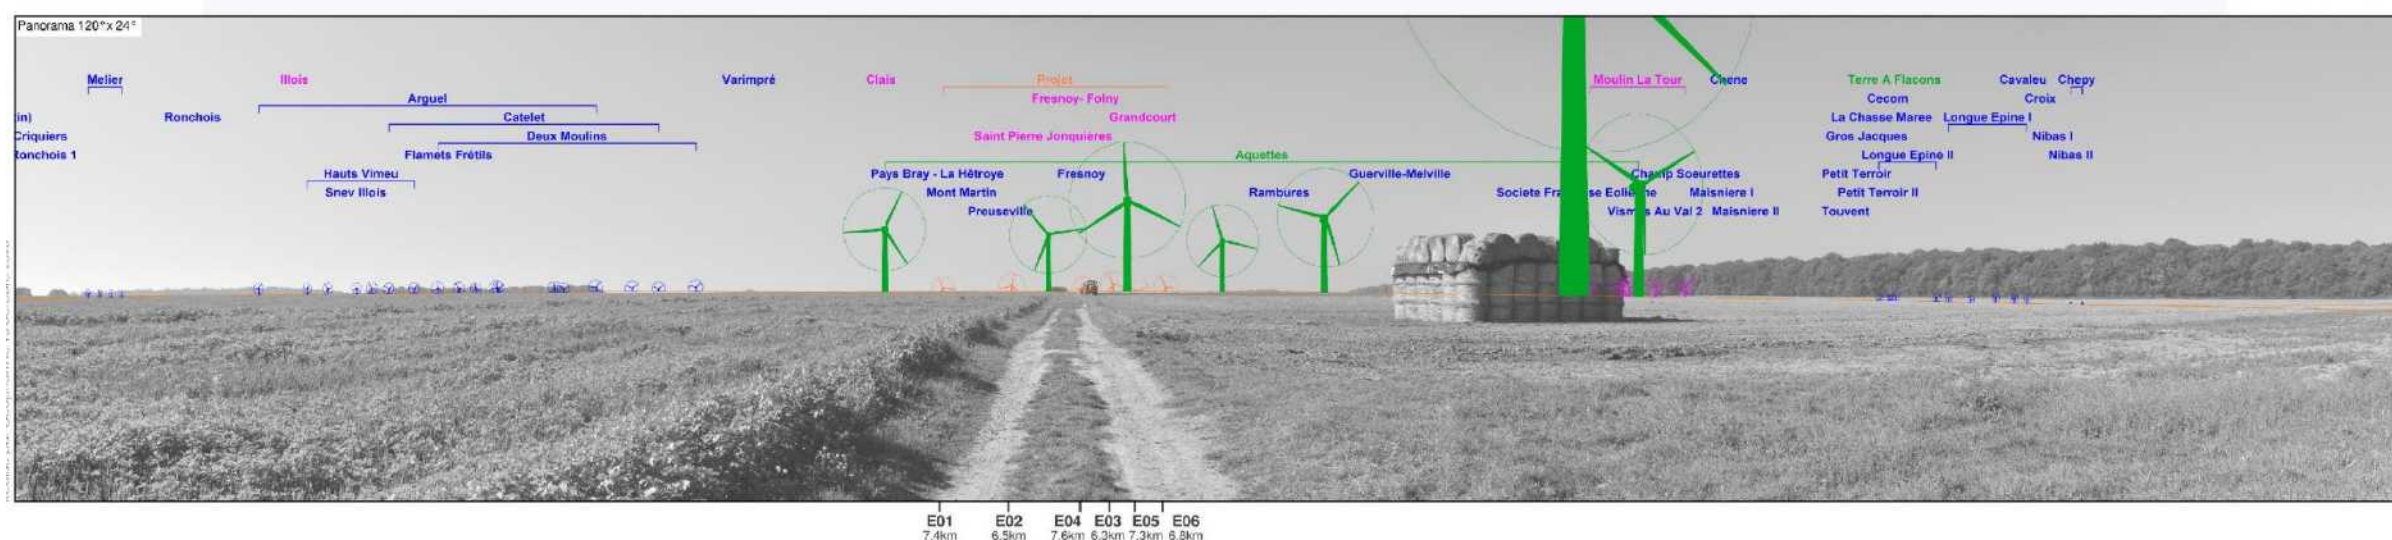 Panorama 120°x 24°
Melier Illois Varimpré Clais Projet Moulin La Tour Chene Terre A Flacons Cavaleu Chepy
Arguel Fresnoy- Folny Cecom Croix
in) Ronchois Catelet Grandcourt La Chasse Maree Longue Epine I
Criquiers Deux Moulins Saint Pierre Jonquières Gros Jacques Nibas I
Ronchois 1 Flamets Frétils Aquettes Longue Epine II Nibas II
Hauts Vimeu Pays Bray - La Hétroye Fresnoy Guerville-Melville Champ Soeurettes Petit Terroir
Snev Illois Mont Martin Rambures Societe Française Eolienne Maisniere I Petit Terroir II
Preuseville Vismes Au Val 2 Maisniere II Touvent
E01 E02 E04 E03 E05 E06
7.4km 6.5km 7.6km 6.3km 7.3km 6.8km